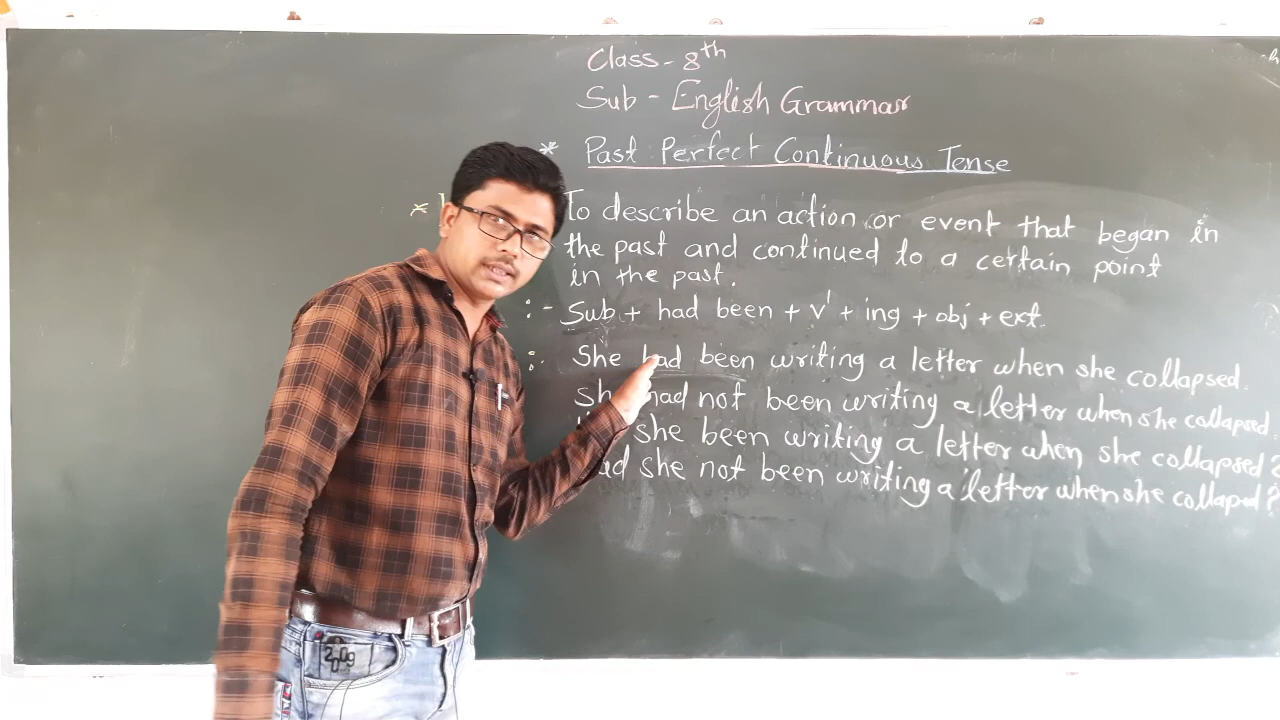 Class - 8th
Sub - English Grammar
* Past Perfect Continuous Tense
* To describe an action or event that began in
the past and continued to a certain point
in the past.
:- Sub + had been + v¹ + ing + obj + ext.
:- She had been writing a letter when she collapsed.
She had not been writing a letter when she collapsed.
she been writing a letter when she collapsed?
she not been writing a letter when she collaped?
2009